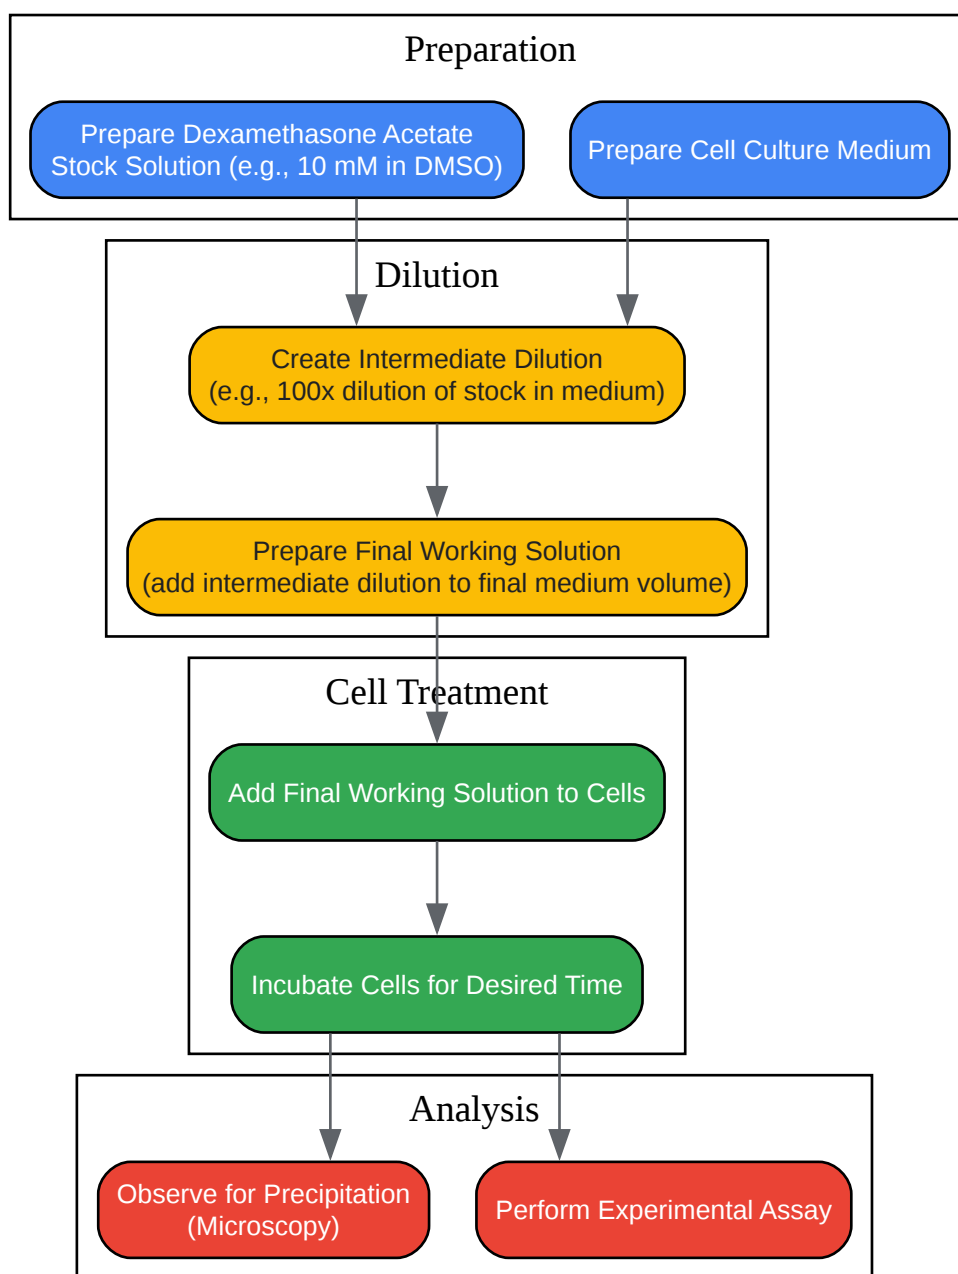 Preparation
Prepare Dexamethasone Acetate
Stock Solution (e.g., 10 mM in DMSO)
Prepare Cell Culture Medium
Dilution
Create Intermediate Dilution
(e.g., 100x dilution of stock in medium)
Prepare Final Working Solution
(add intermediate dilution to final medium volume)
Cell Treatment
Add Final Working Solution to Cells
Incubate Cells for Desired Time
Analysis
Observe for Precipitation
(Microscopy)
Perform Experimental Assay